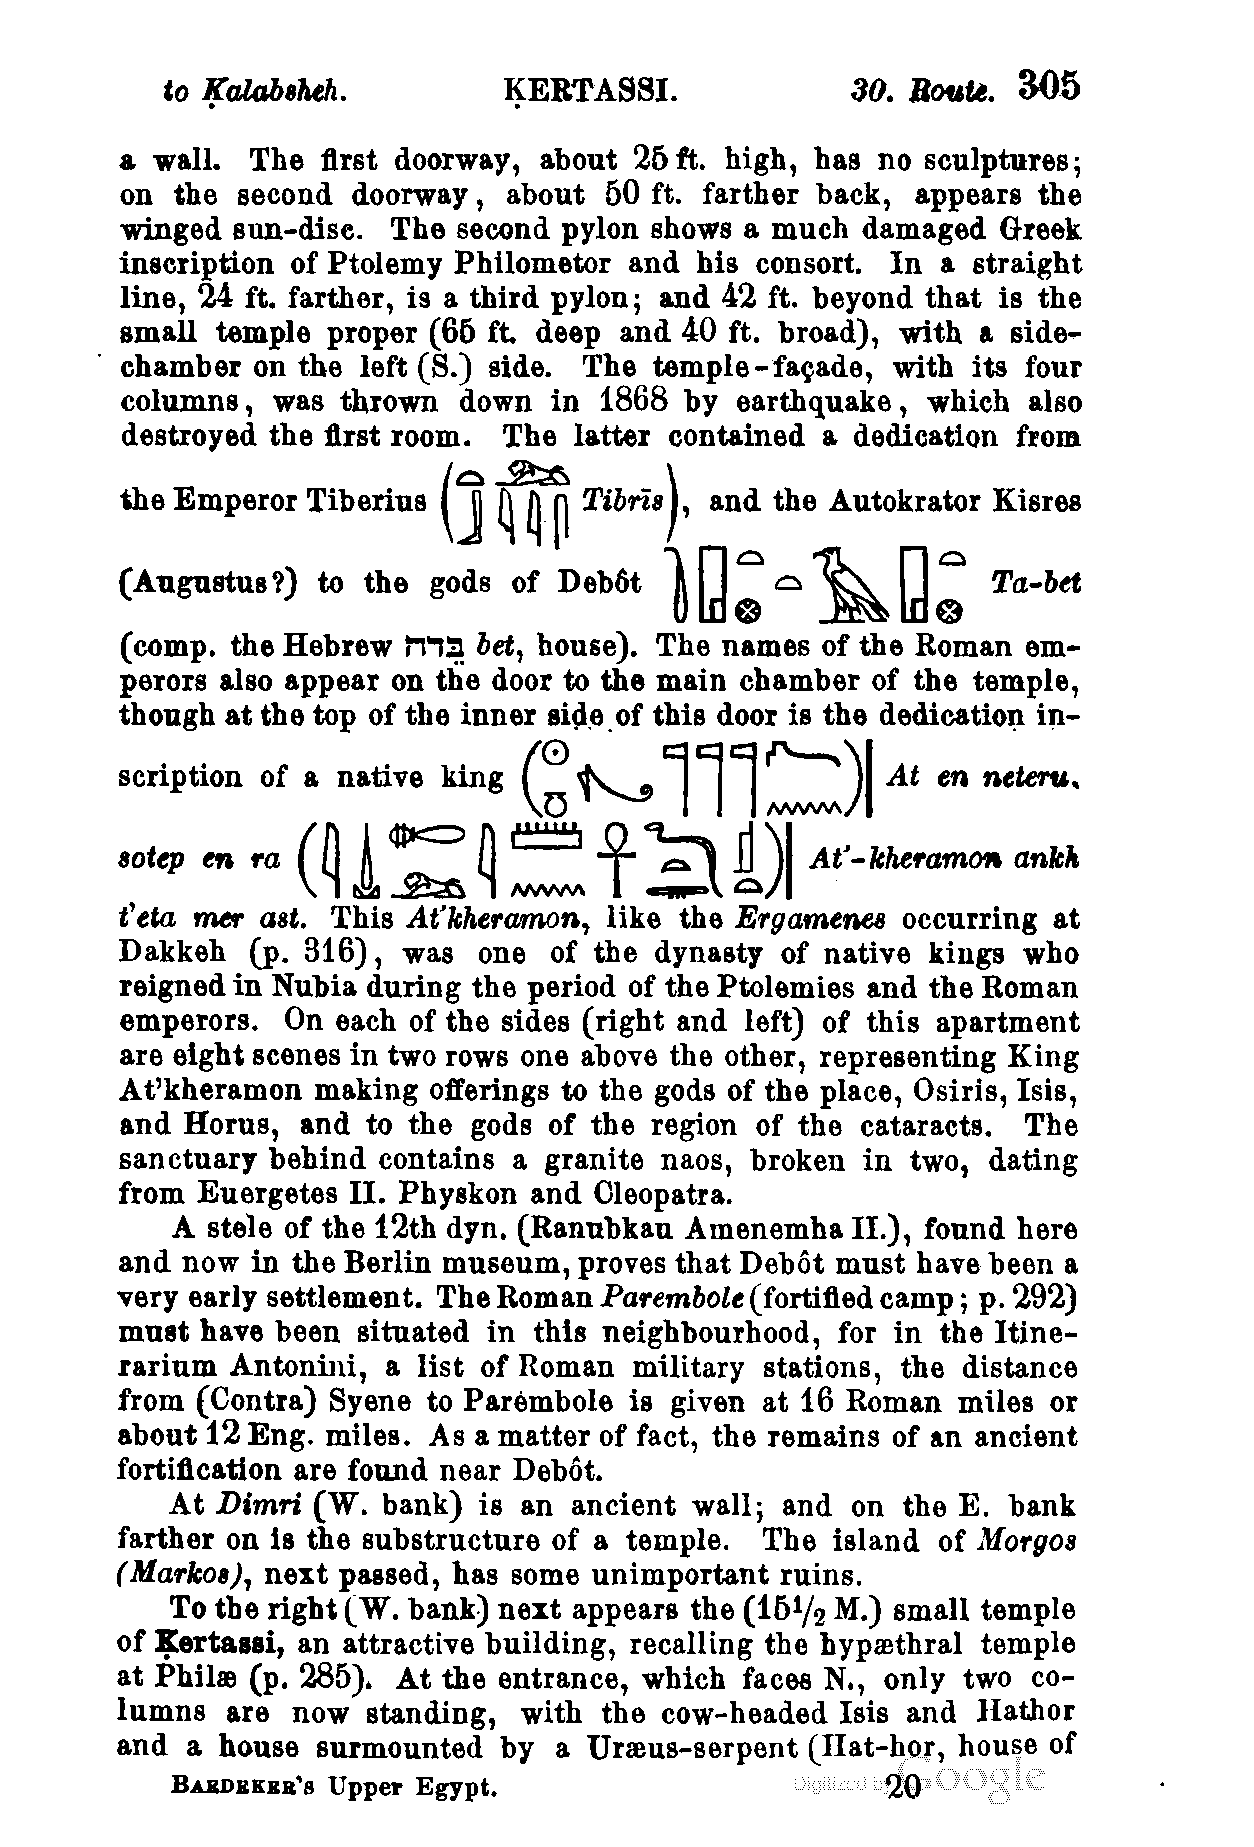 to Ḳalabsheh. ḲERTASSI. 30. Route. 305
a wall. The first doorway, about 25 ft. high, has no sculptures;
on the second doorway, about 50 ft. farther back, appears the
winged sun-disc. The second pylon shows a much damaged Greek
inscription of Ptolemy Philometor and his consort. In a straight
line, 24 ft. farther, is a third pylon; and 42 ft. beyond that is the
small temple proper (65 ft. deep and 40 ft. broad), with a side-
chamber on the left (S.) side. The temple-façade, with its four
columns, was thrown down in 1868 by earthquake, which also
destroyed the first room. The latter contained a dedication from
the Emperor Tiberius ( Tibrīs), and the Autokrator Kisres
(Augustus?) to the gods of Debôt Ta-bet
(comp. the Hebrew bet, house). The names of the Roman em-
perors also appear on the door to the main chamber of the temple,
though at the top of the inner side of this door is the dedication in-
scription of a native king At en neteru,
sotep en ra At'-kheramon ankh
t'eta mer ast. This At'kheramon, like the Ergamenes occurring at
Dakkeh (p. 316), was one of the dynasty of native kings who
reigned in Nubia during the period of the Ptolemies and the Roman
emperors. On each of the sides (right and left) of this apartment
are eight scenes in two rows one above the other, representing King
At'kheramon making offerings to the gods of the place, Osiris, Isis,
and Horus, and to the gods of the region of the cataracts. The
sanctuary behind contains a granite naos, broken in two, dating
from Euergetes II. Physkon and Cleopatra.
A stele of the 12th dyn. (Ranubkau Amenemha II.), found here
and now in the Berlin museum, proves that Debôt must have been a
very early settlement. The Roman Parembole (fortified camp; p. 292)
must have been situated in this neighbourhood, for in the Itine-
rarium Antonini, a list of Roman military stations, the distance
from (Contra) Syene to Parembole is given at 16 Roman miles or
about 12 Eng. miles. As a matter of fact, the remains of an ancient
fortification are found near Debôt.
At Dimri (W. bank) is an ancient wall; and on the E. bank
farther on is the substructure of a temple. The island of Morgos
(Markos), next passed, has some unimportant ruins.
To the right (W. bank) next appears the (15½ M.) small temple
of Ḳertassi, an attractive building, recalling the hypæthral temple
at Philæ (p. 285). At the entrance, which faces N., only two co-
lumns are now standing, with the cow-headed Isis and Hathor
and a house surmounted by a Uræus-serpent (Hat-hor, house of
BAEDEKER's Upper Egypt. 20
Digitized by Google